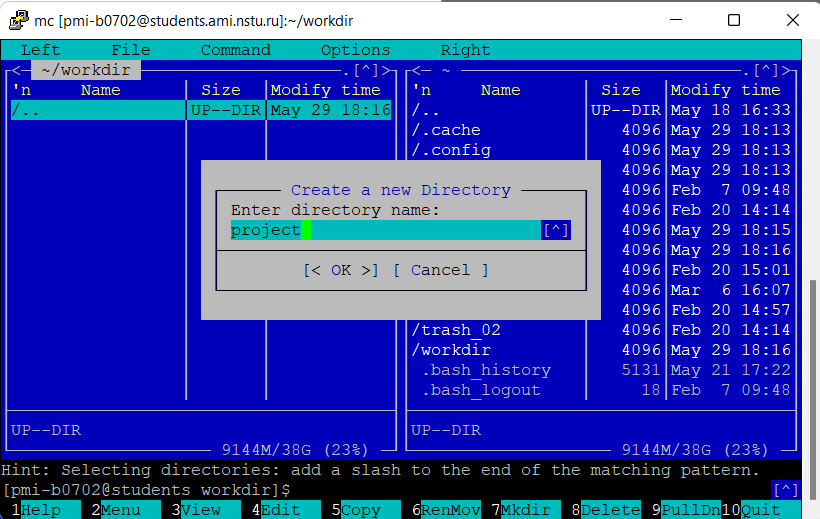 mc [pmi-b0702@students.ami.nstu.ru]:~/workdir
Left File Command Options Right
<─ ~/workdir .[^]> <─ ~ .[^]>
'n Name Size Modify time 'n Name Size Modify time
/.. UP--DIR May 29 18:16 /.. UP--DIR May 18 16:33
/.cache 4096 May 29 18:13
/.config 4096 May 29 18:13
4096 May 29 18:13
Create a new Directory 4096 Feb 7 09:48
Enter directory name: 4096 Feb 20 14:14
project [^] 4096 May 29 18:15
4096 May 29 18:16
[< OK >] [ Cancel ] 4096 Feb 20 15:01
4096 Mar 6 16:07
4096 Feb 20 14:57
/trash_02 4096 Feb 20 14:14
/workdir 4096 May 29 18:16
.bash_history 5131 May 21 17:22
.bash_logout 18 Feb 7 09:48
UP--DIR UP--DIR
9144M/38G (23%) 9144M/38G (23%)
Hint: Selecting directories: add a slash to the end of the matching pattern.
[pmi-b0702@students workdir]$ [^]
1Help 2Menu 3View 4Edit 5Copy 6RenMov 7Mkdir 8Delete 9PullDn 10Quit